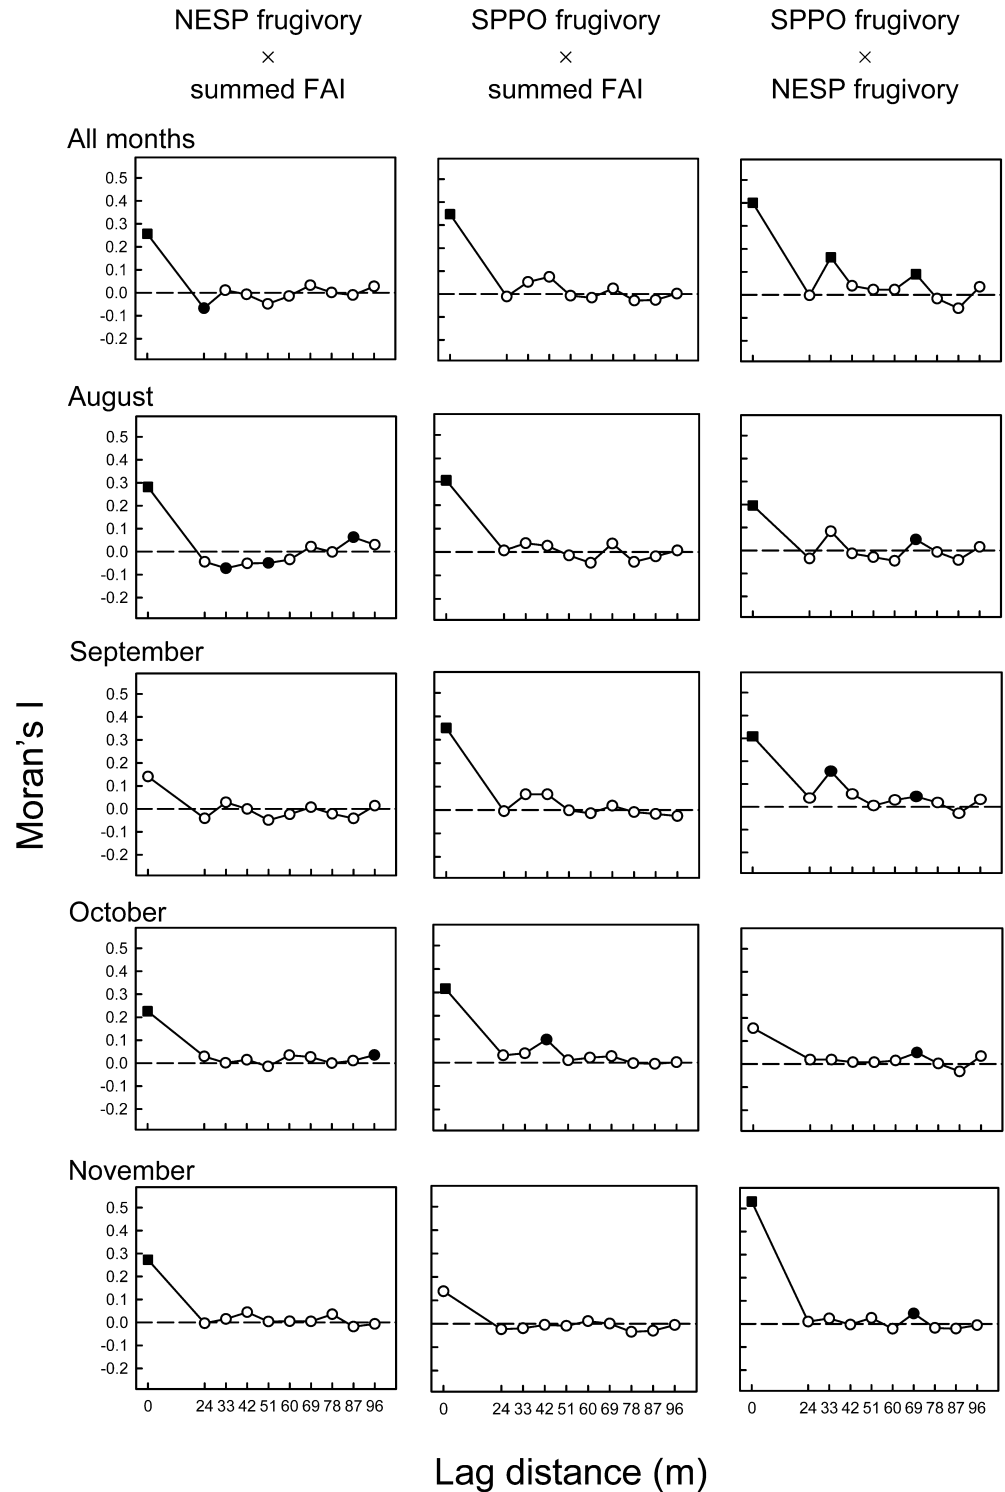 NESP frugivory
×
summed FAI
SPPO frugivory
×
summed FAI
SPPO frugivory
×
NESP frugivory
All months
0.5
0.4
0.3
0.2
0.1
0.0
-0.1
-0.2
August
0.5
0.4
0.3
0.2
0.1
0.0
-0.1
-0.2
September
0.5
0.4
0.3
0.2
0.1
0.0
-0.1
-0.2
October
0.5
0.4
0.3
0.2
0.1
0.0
-0.1
-0.2
November
0.5
0.4
0.3
0.2
0.1
0.0
-0.1
-0.2
0 24 33 42 51 60 69 78 87 96
0 24 33 42 51 60 69 78 87 96
0 24 33 42 51 60 69 78 87 96
Moran's I
Lag distance (m)